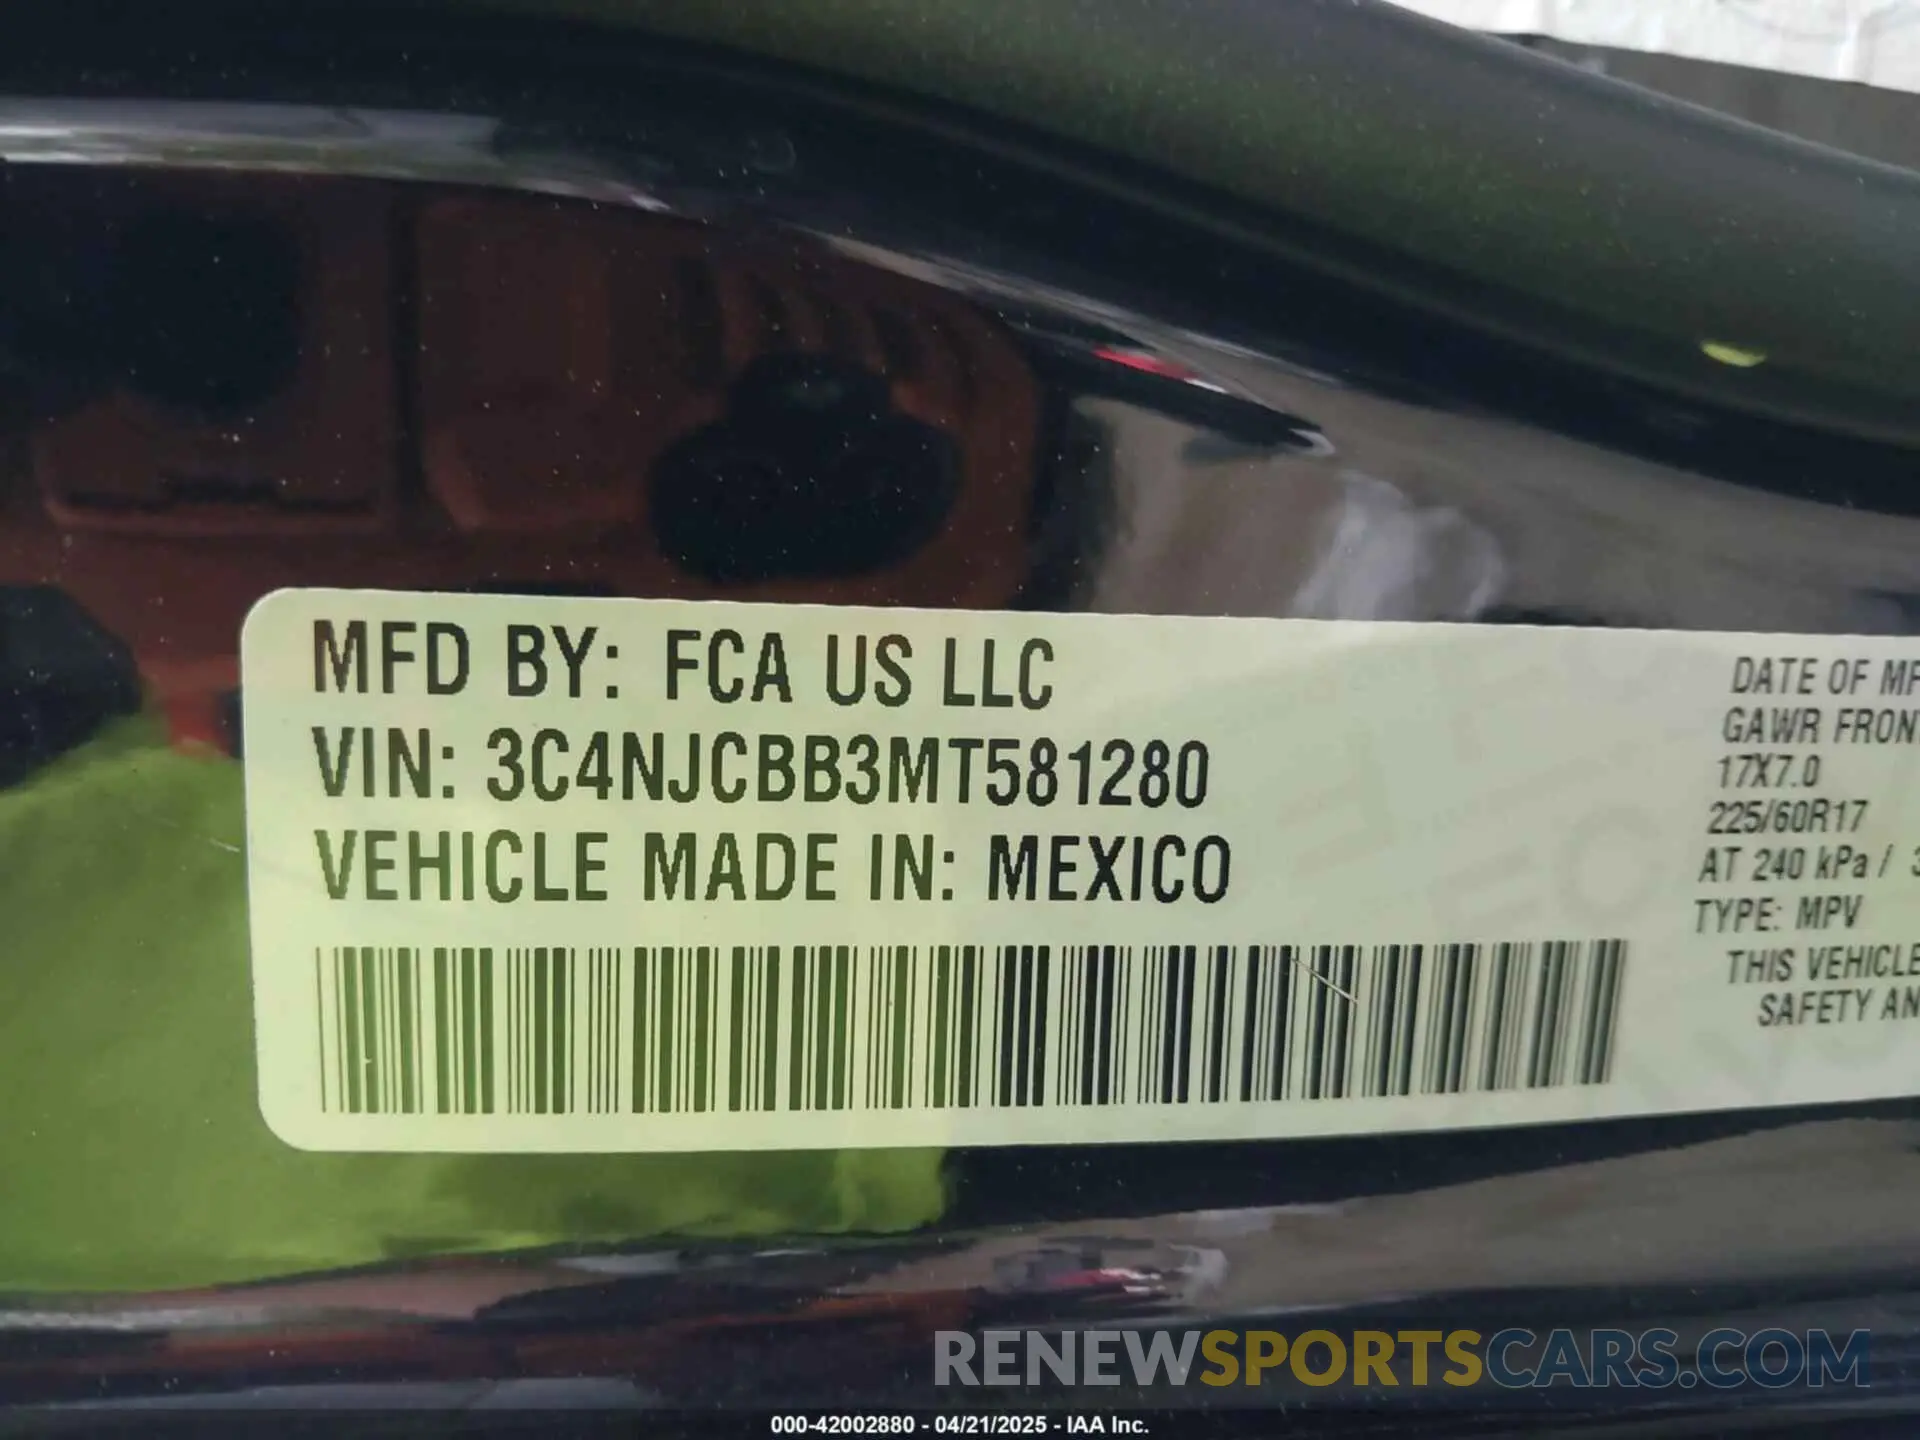 MFD BY: FCA US LLC
VIN: 3C4NJCBB3MT581280
VEHICLE MADE IN: MEXICO
DATE OF MF
GAWR FRON
17X7.0
225/60R17
AT 240 kPa / 3
TYPE: MPV
THIS VEHICLE
SAFETY AN
RENEWSPORTSCARS.COM
000-42002880 - 04/21/2025 - IAA Inc.